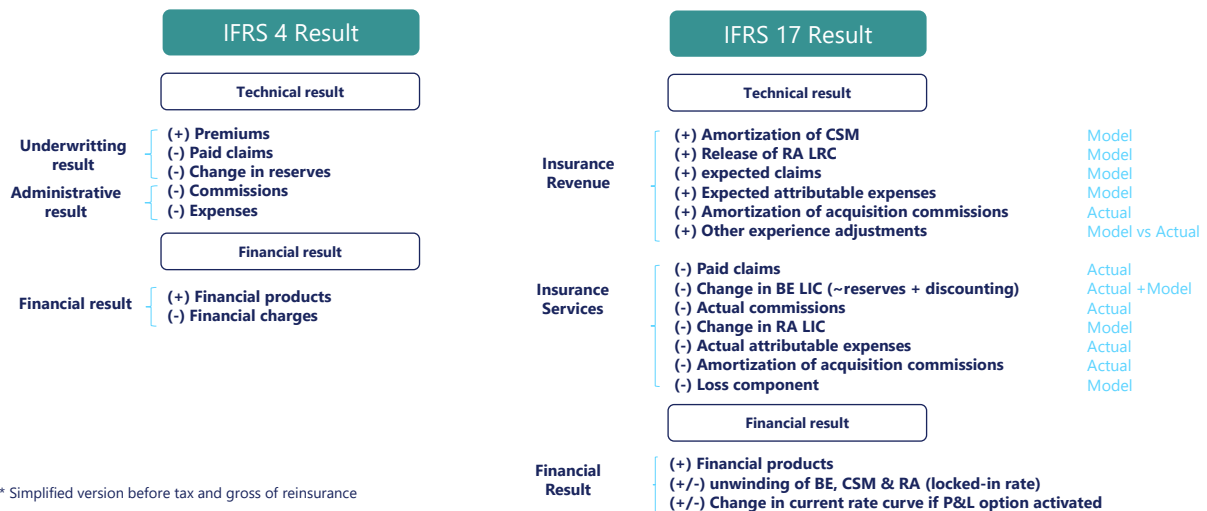 IFRS 4 Result
Technical result
Underwritting
result
(+) Premiums
(-) Paid claims
(-) Change in reserves
Administrative
result
(-) Commissions
(-) Expenses
Financial result
Financial result
(+) Financial products
(-) Financial charges
* Simplified version before tax and gross of reinsurance
IFRS 17 Result
Technical result
Insurance
Revenue
(+) Amortization of CSM Model
(+) Release of RA LRC Model
(+) expected claims Model
(+) Expected attributable expenses Model
(+) Amortization of acquisition commissions Actual
(+) Other experience adjustments Model vs Actual
Insurance
Services
(-) Paid claims Actual
(-) Change in BE LIC (~reserves + discounting) Actual +Model
(-) Actual commissions Actual
(-) Change in RA LIC Model
(-) Actual attributable expenses Actual
(-) Amortization of acquisition commissions Actual
(-) Loss component Model
Financial result
Financial
Result
(+) Financial products
(+/-) unwinding of BE, CSM & RA (locked-in rate)
(+/-) Change in current rate curve if P&L option activated